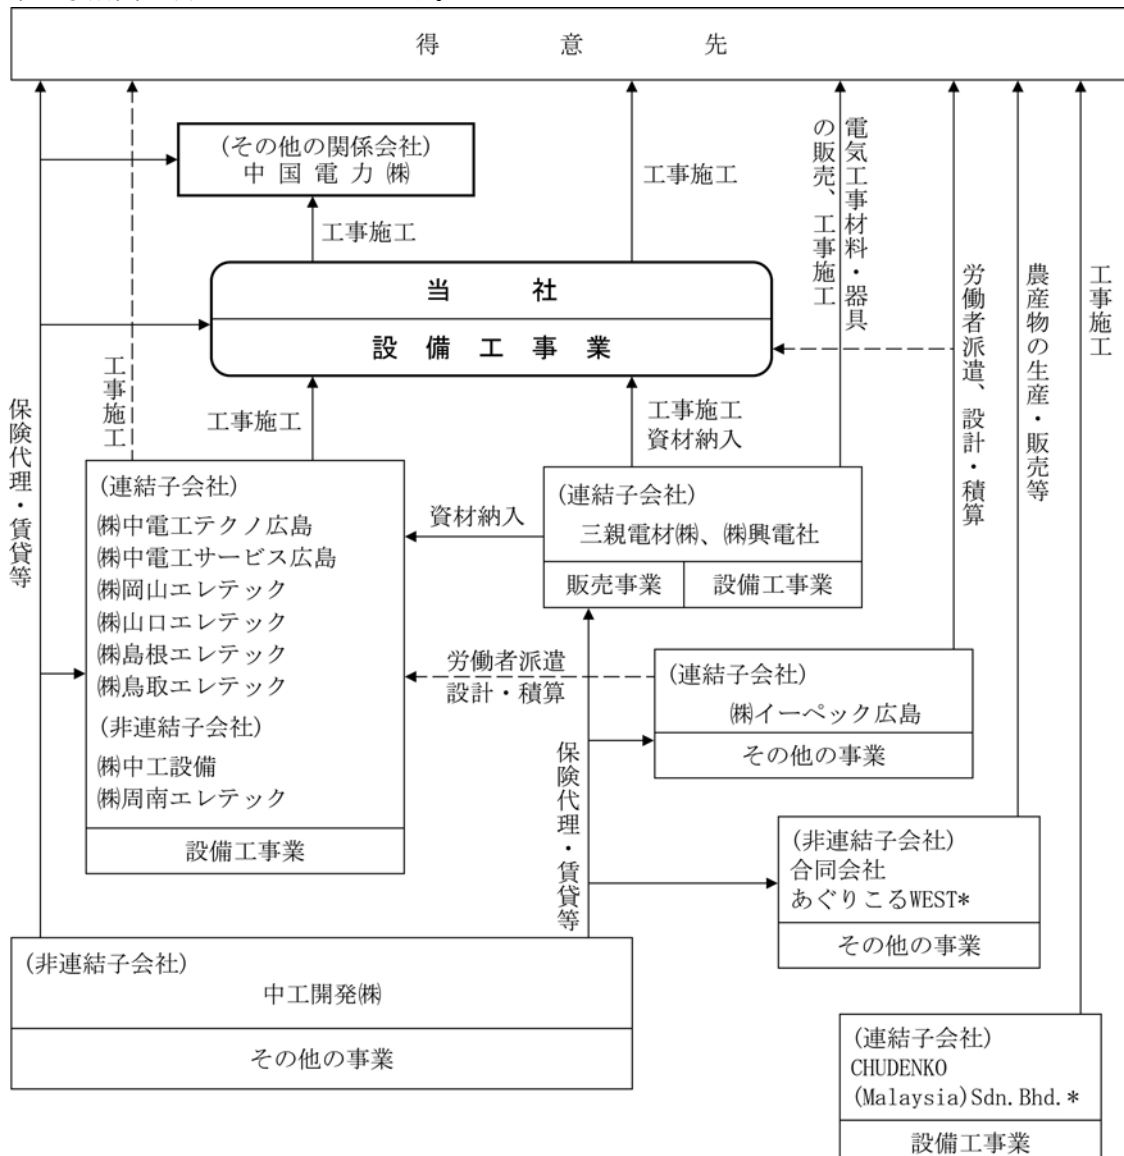 得意先
(その他の関係会社)
中国電力㈱
工事施工
工事施工
電気工事材料・器具
の販売、工事施工
当社
設備工事業
工事施工
工事施工
工事施工
資材納入
労働者派遣、設計・積算
農産物の生産・販売等
工事施工
保険代理・賃貸等
(連結子会社)
㈱中電工テクノ広島
㈱中電工サービス広島
㈱岡山エレテック
㈱山口エレテック
㈱島根エレテック
㈱鳥取エレテック
(非連結子会社)
㈱中工設備
㈱周南エレテック
設備工事業
資材納入
(連結子会社)
三親電材㈱、㈱興電社
販売事業
設備工事業
労働者派遣
設計・積算
(連結子会社)
㈱イーペック広島
その他の事業
保険代理・賃貸等
(非連結子会社)
合同会社
あぐりこるWEST*
その他の事業
(非連結子会社)
中工開発㈱
その他の事業
(連結子会社)
CHUDENKO
(Malaysia)Sdn.Bhd.*
設備工事業